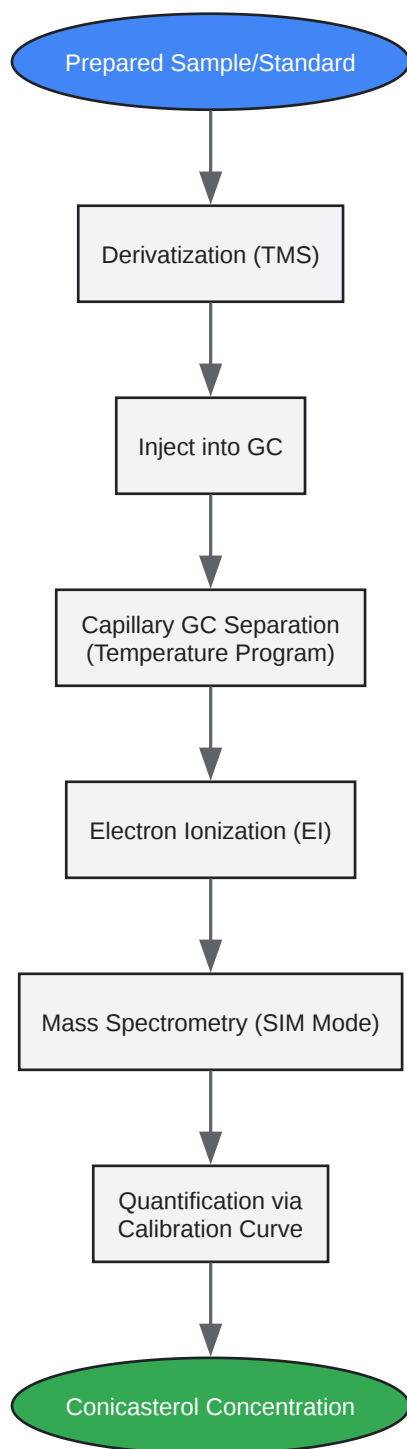 Prepared Sample/Standard
Derivatization (TMS)
Inject into GC
Capillary GC Separation
(Temperature Program)
Electron Ionization (EI)
Mass Spectrometry (SIM Mode)
Quantification via
Calibration Curve
Conicasterol Concentration